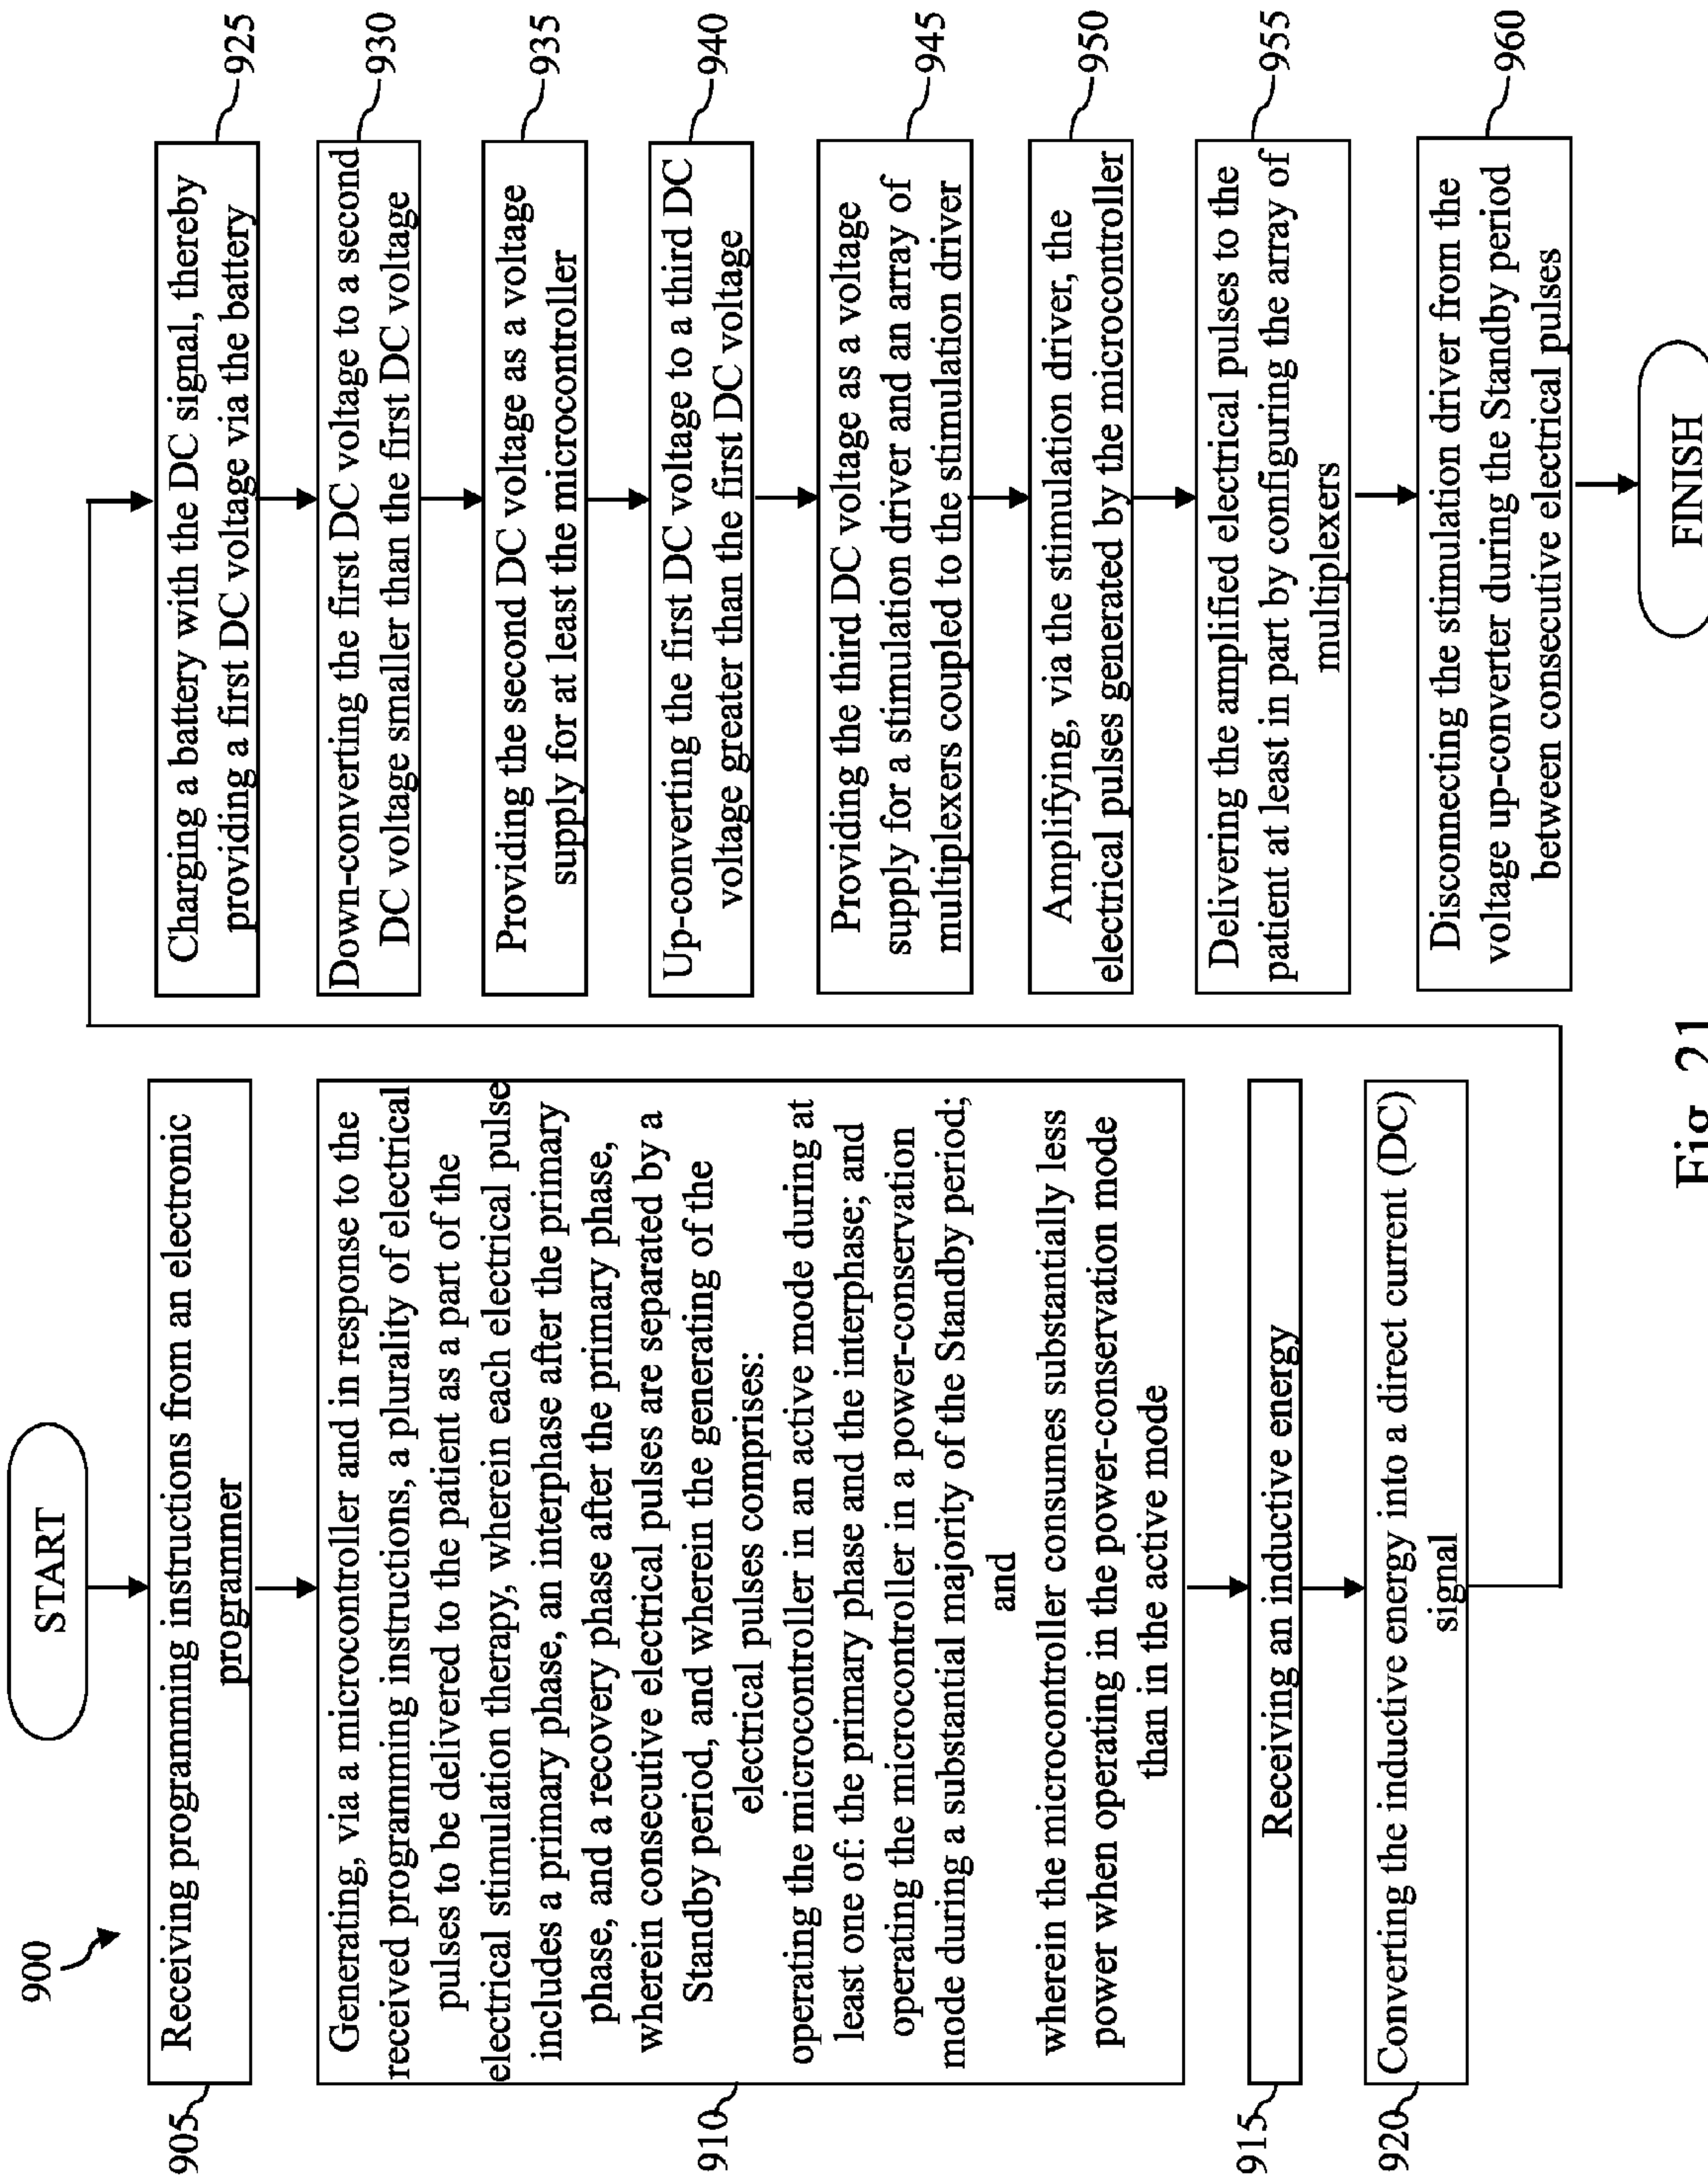 900
START
905
Receiving programming instructions from an electronic
programmer
910
Generating, via a microcontroller and in response to the
received programming instructions, a plurality of electrical
pulses to be delivered to the patient as a part of the
electrical stimulation therapy, wherein each electrical pulse
includes a primary phase, an interphase after the primary
phase, and a recovery phase after the primary phase,
wherein consecutive electrical pulses are separated by a
Standby period, and wherein the generating of the
electrical pulses comprises:
operating the microcontroller in an active mode during at
least one of: the primary phase and the interphase; and
operating the microcontroller in a power-conservation
mode during a substantial majority of the Standby period;
and
wherein the microcontroller consumes substantially less
power when operating in the power-conservation mode
than in the active mode
915
Receiving an inductive energy
920
Converting the inductive energy into a direct current (DC)
signal
Charging a battery with the DC signal, thereby
providing a first DC voltage via the battery
925
Down-converting the first DC voltage to a second
DC voltage smaller than the first DC voltage
930
Providing the second DC voltage as a voltage
supply for at least the microcontroller
935
Up-converting the first DC voltage to a third DC
voltage greater than the first DC voltage
940
Providing the third DC voltage as a voltage
supply for a stimulation driver and an array of
multiplexers coupled to the stimulation driver
945
Amplifying, via the stimulation driver, the
electrical pulses generated by the microcontroller
950
Delivering the amplified electrical pulses to the
patient at least in part by configuring the array of
multiplexers
955
Disconnecting the stimulation driver from the
voltage up-converter during the Standby period
between consecutive electrical pulses
960
FINISH
Fig. 21